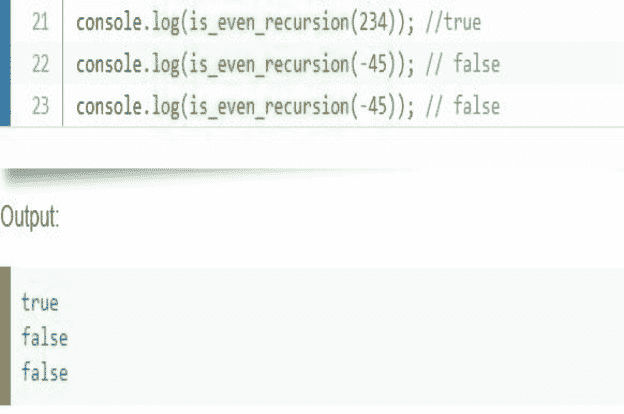 21 console.log(is_even_recursion(234)); //true
22 console.log(is_even_recursion(-45)); // false
23 console.log(is_even_recursion(-45)); // false
Output:
true
false
false